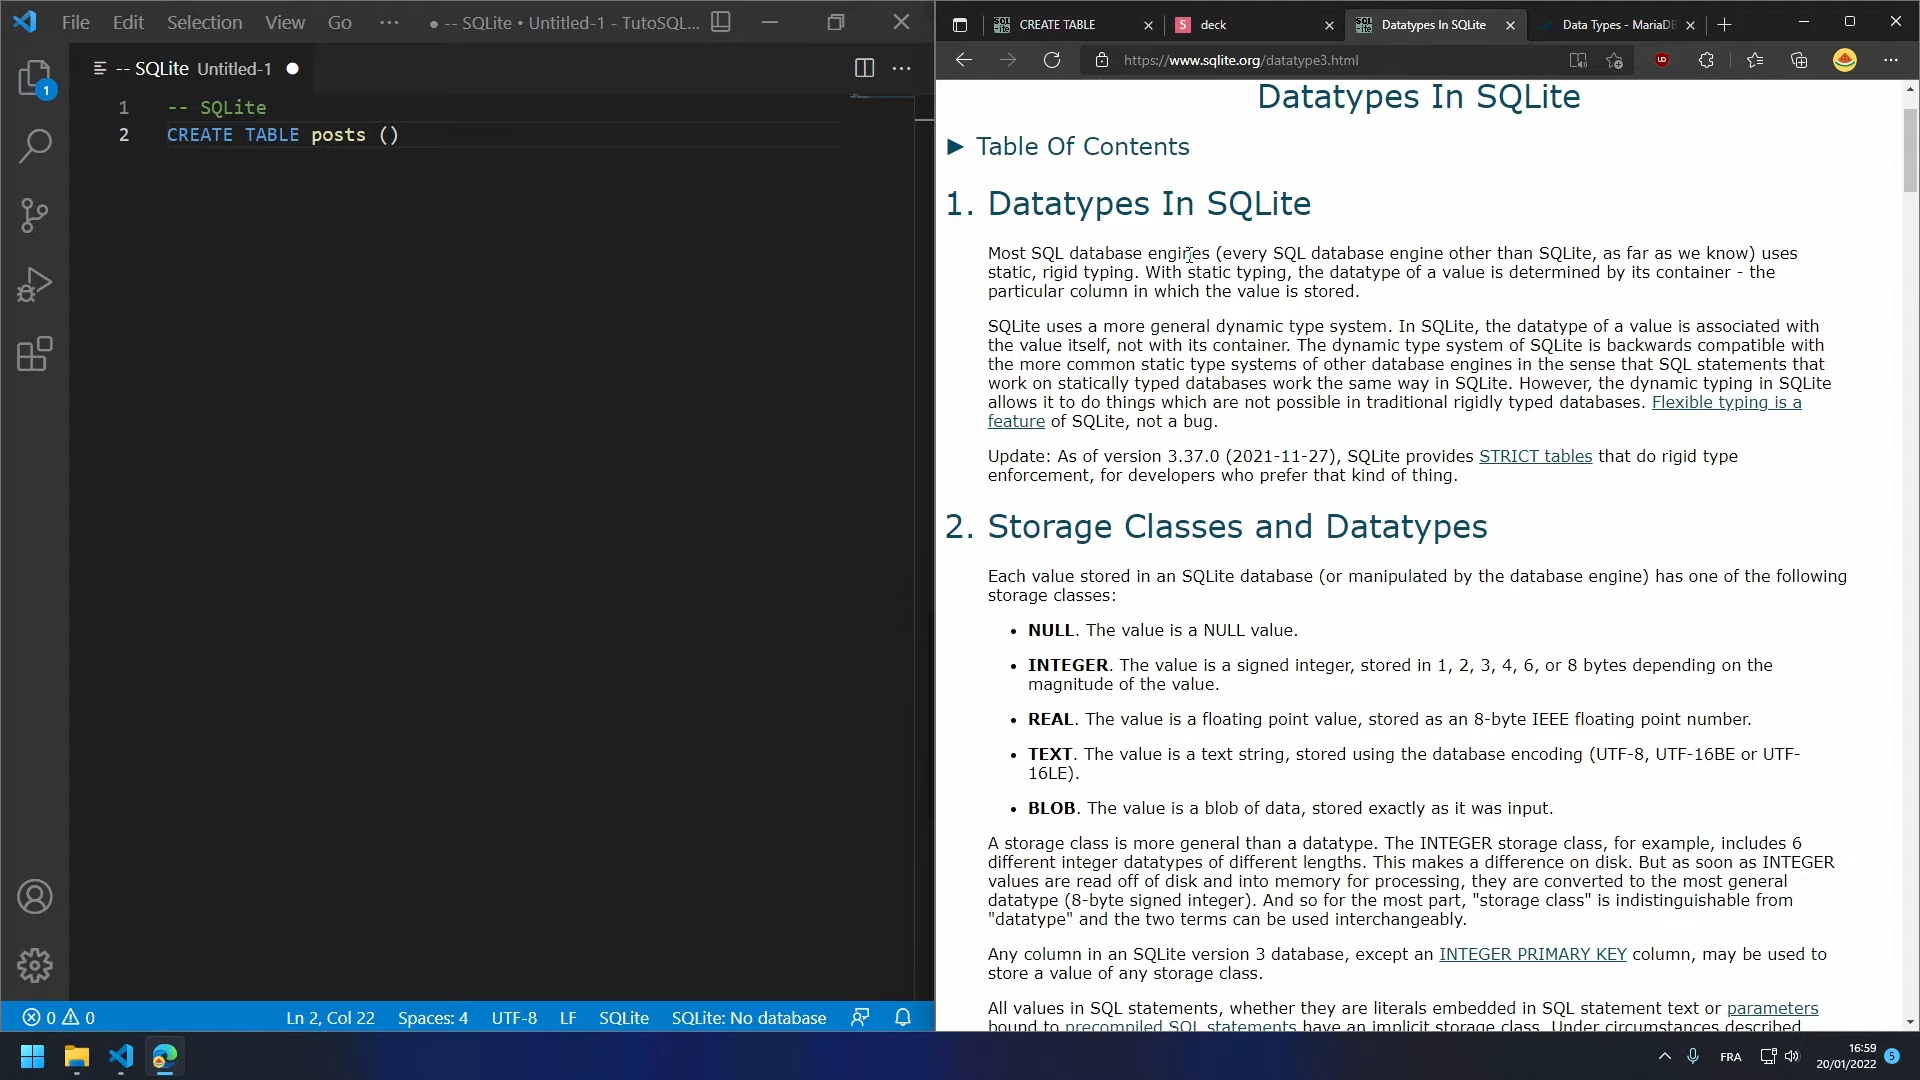 File Edit Selection View Go ··· ● -- SQLite • Untitled-1 - TutoSQL...
-- SQLite Untitled-1 ●
1 -- SQLite
2 CREATE TABLE posts ()
1
Ln 2, Col 22 Spaces: 4 UTF-8 LF SQLite SQLite: No database
0 0
CREATE TABLE
deck
Datatypes In SQLite
Data Types - MariaDB
https://www.sqlite.org/datatype3.html
Datatypes In SQLite
► Table Of Contents
1. Datatypes In SQLite
Most SQL database engines (every SQL database engine other than SQLite, as far as we know) uses
static, rigid typing. With static typing, the datatype of a value is determined by its container - the
particular column in which the value is stored.
SQLite uses a more general dynamic type system. In SQLite, the datatype of a value is associated with
the value itself, not with its container. The dynamic type system of SQLite is backwards compatible with
the more common static type systems of other database engines in the sense that SQL statements that
work on statically typed databases work the same way in SQLite. However, the dynamic typing in SQLite
allows it to do things which are not possible in traditional rigidly typed databases. Flexible typing is a
feature of SQLite, not a bug.
Update: As of version 3.37.0 (2021-11-27), SQLite provides STRICT tables that do rigid type
enforcement, for developers who prefer that kind of thing.
2. Storage Classes and Datatypes
Each value stored in an SQLite database (or manipulated by the database engine) has one of the following
storage classes:
• NULL. The value is a NULL value.
• INTEGER. The value is a signed integer, stored in 1, 2, 3, 4, 6, or 8 bytes depending on the
magnitude of the value.
• REAL. The value is a floating point value, stored as an 8-byte IEEE floating point number.
• TEXT. The value is a text string, stored using the database encoding (UTF-8, UTF-16BE or UTF-
16LE).
• BLOB. The value is a blob of data, stored exactly as it was input.
A storage class is more general than a datatype. The INTEGER storage class, for example, includes 6
different integer datatypes of different lengths. This makes a difference on disk. But as soon as INTEGER
values are read off of disk and into memory for processing, they are converted to the most general
datatype (8-byte signed integer). And so for the most part, "storage class" is indistinguishable from
"datatype" and the two terms can be used interchangeably.
Any column in an SQLite version 3 database, except an INTEGER PRIMARY KEY column, may be used to
store a value of any storage class.
All values in SQL statements, whether they are literals embedded in SQL statement text or parameters
bound to precompiled SQL statements have an implicit storage class. Under circumstances described
FRA
16:59
20/01/2022
5